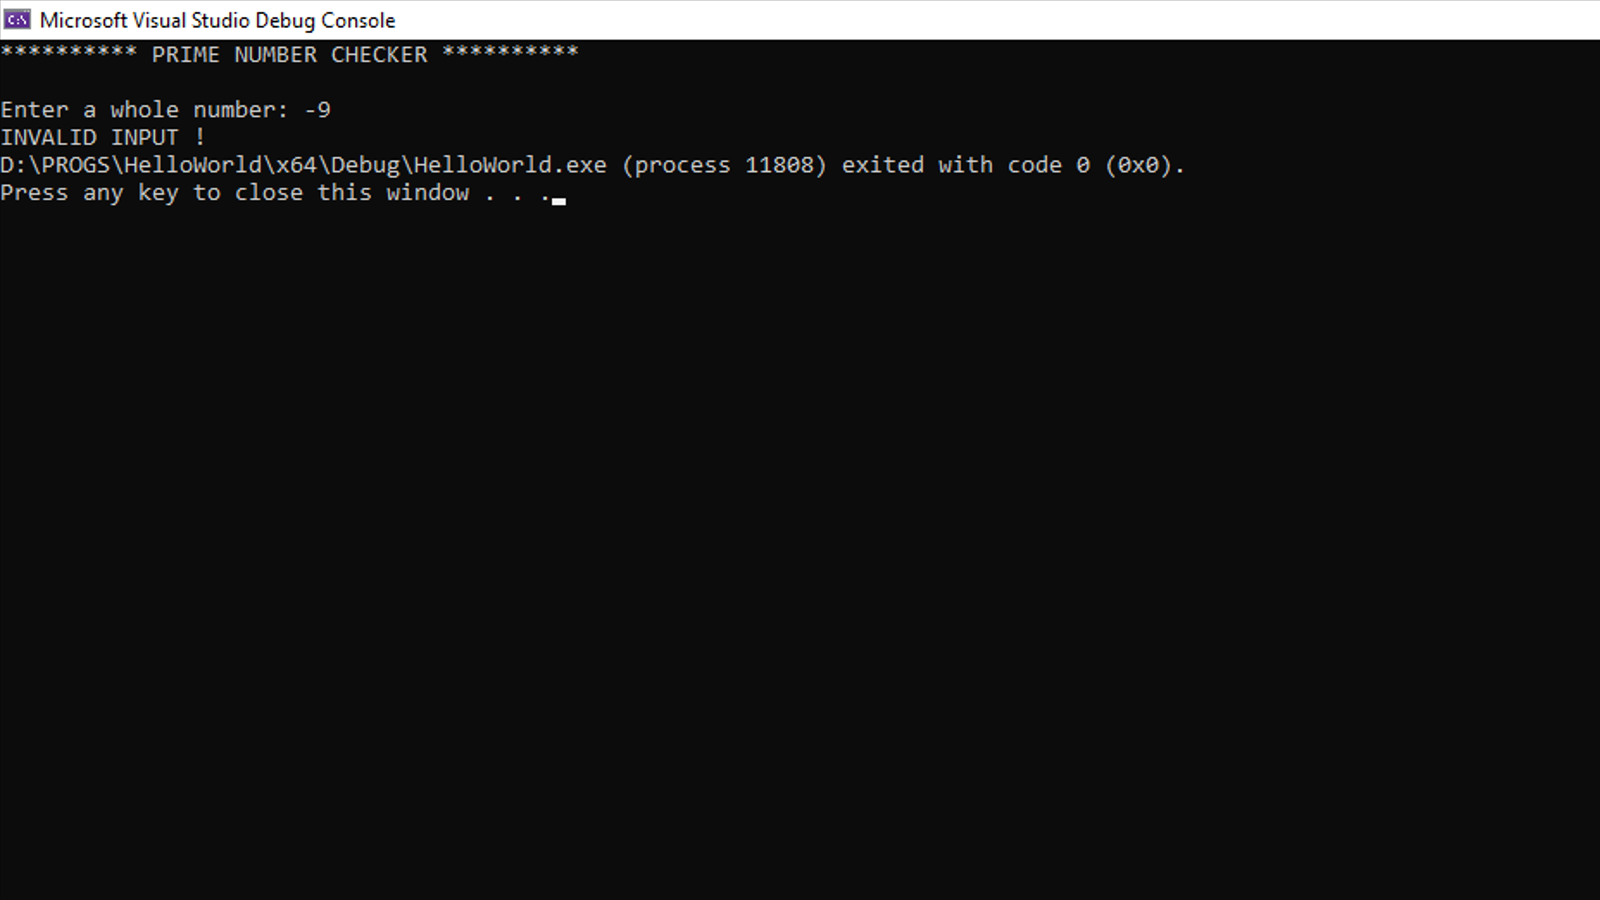 C:\ Microsoft Visual Studio Debug Console
********** PRIME NUMBER CHECKER **********
Enter a whole number: -9
INVALID INPUT !
D:\PROGS\HelloWorld\x64\Debug\HelloWorld.exe (process 11808) exited with code 0 (0x0).
Press any key to close this window . . .